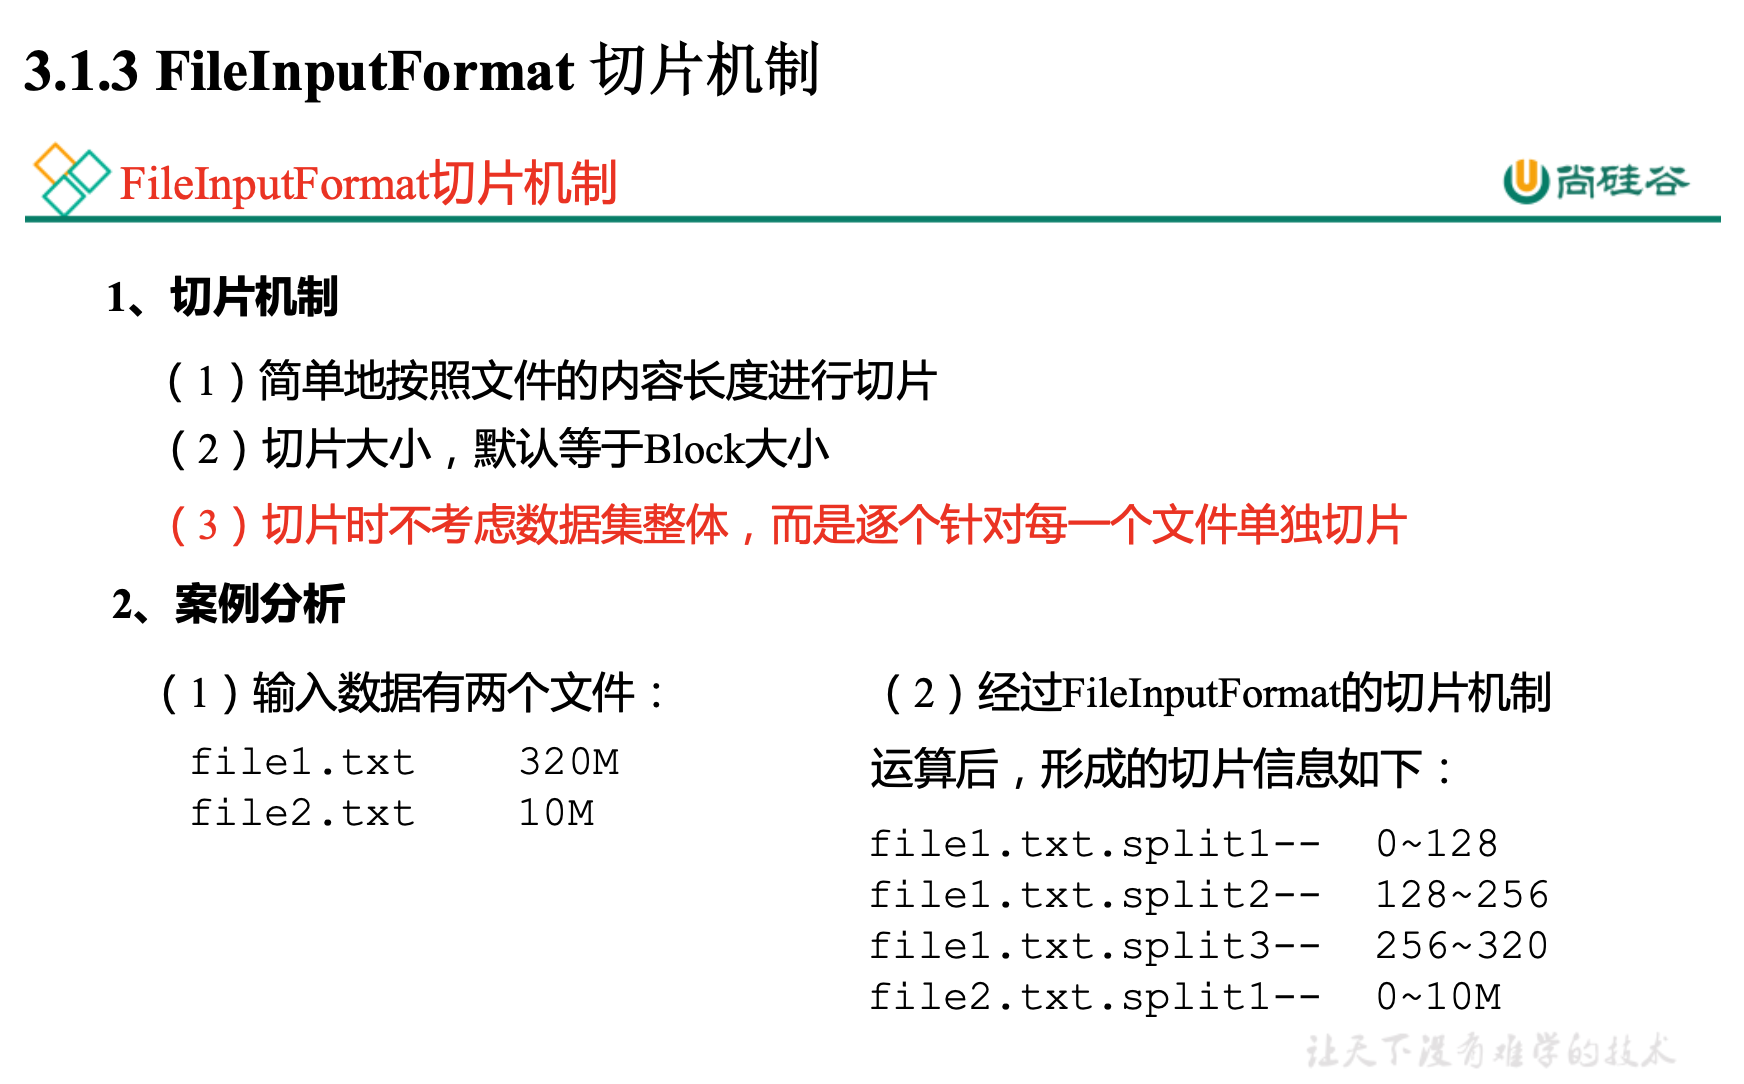 3.1.3 FileInputFormat 切片机制
FileInputFormat切片机制
尚硅谷
1、切片机制
（1）简单地按照文件的内容长度进行切片
（2）切片大小，默认等于Block大小
（3）切片时不考虑数据集整体，而是逐个针对每一个文件单独切片
2、案例分析
（1）输入数据有两个文件：
file1.txt 320M
file2.txt 10M
（2）经过FileInputFormat的切片机制
运算后，形成的切片信息如下：
file1.txt.split1-- 0~128
file1.txt.split2-- 128~256
file1.txt.split3-- 256~320
file2.txt.split1-- 0~10M
让天下没有难学的技术